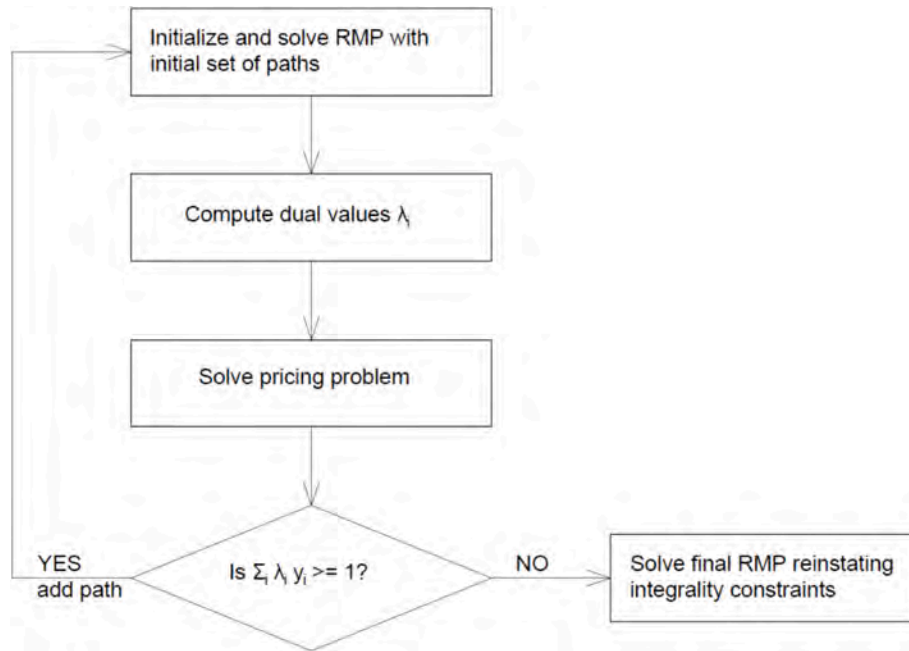 Initialize and solve RMP with
initial set of paths
Compute dual values λi
Solve pricing problem
Is Σi λi yi >= 1?
YES
add path
NO
Solve final RMP reinstating
integrality constraints